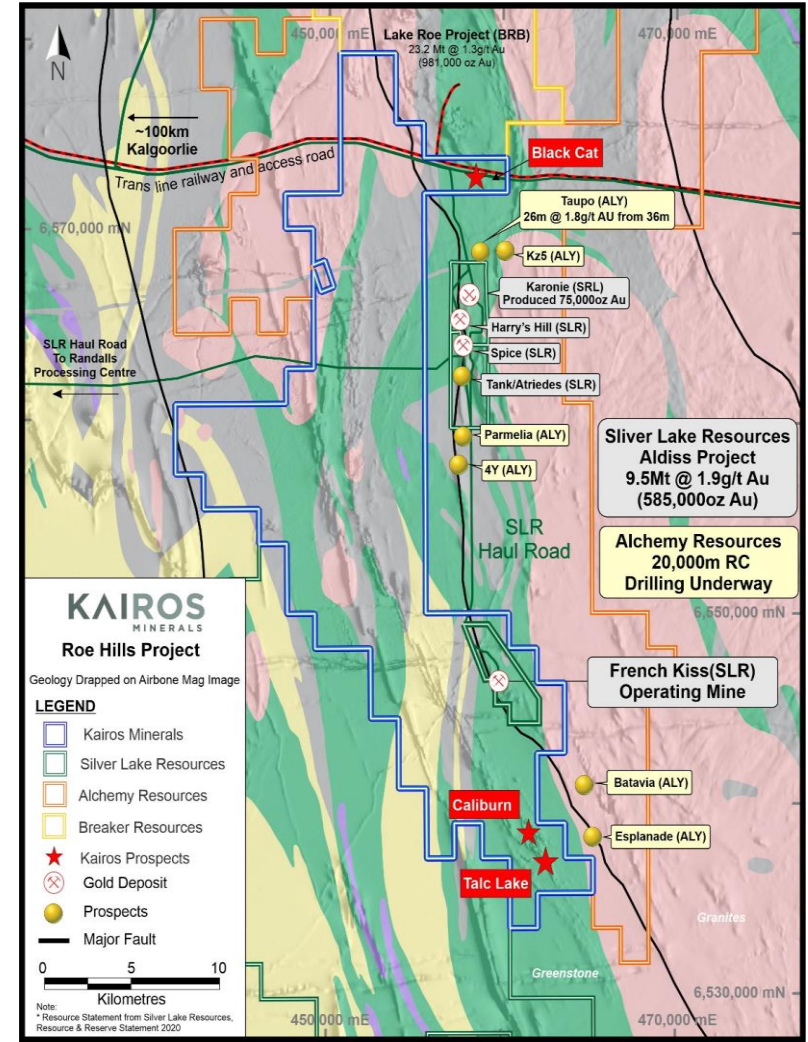 450,000 mE
470,000 mE
Lake Roe Project (BRB)
23.2 Mt @ 1.3g/t Au
(981,000 oz Au)
N
~100km
Kalgoorlie
Trans line railway and access road
Black Cat
Taupo (ALY)
26m @ 1.8g/t AU from 36m
6,570,000 mN
Kz5 (ALY)
Karonie (SRL)
Produced 75,000oz Au
Harry's Hill (SLR)
SLR Haul Road
To Randalls
Processing Centre
Spice (SLR)
Tank/Atriedes (SLR)
Parmelia (ALY)
4Y (ALY)
Sliver Lake Resources
Aldiss Project
9.5Mt @ 1.9g/t Au
(585,000oz Au)
SLR
Haul Road
Alchemy Resources
20,000m RC
Drilling Underway
6,550,000 mN
French Kiss(SLR)
Operating Mine
Batavia (ALY)
Caliburn
Esplanade (ALY)
Talc Lake
Granites
Greenstone
6,530,000 mN
450,000 mE
470,000 mE
KAIROS
MINERALS
Roe Hills Project
Geology Drapped on Airbone Mag Image
LEGEND
Kairos Minerals
Silver Lake Resources
Alchemy Resources
Breaker Resources
Kairos Prospects
Gold Deposit
Prospects
Major Fault
0 5 10
Kilometres
Note:
* Resource Statement from Silver Lake Resources,
Resource & Reserve Statement 2020